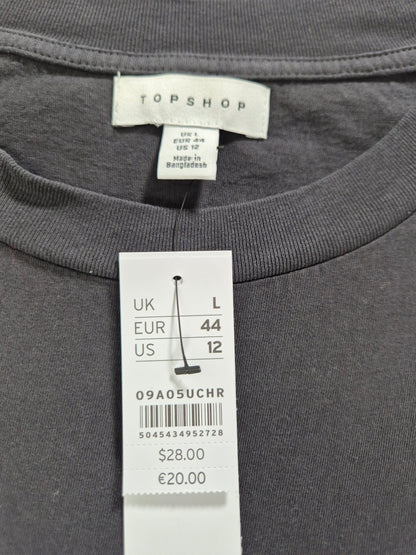 TOPSHOP
UK L
EUR 44
US 12
Made in
Bangladesh
UK L
EUR 44
US 12
09A05UCHR
5045434952728
$28.00
€20.00